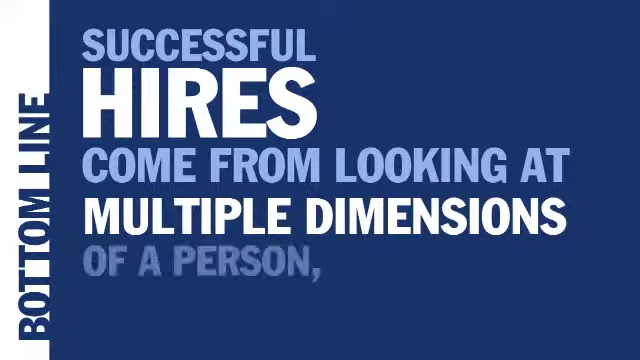 BOTTOM LINE
SUCCESSFUL
HIRES
COME FROM LOOKING AT
MULTIPLE DIMENSIONS
OF A PERSON,